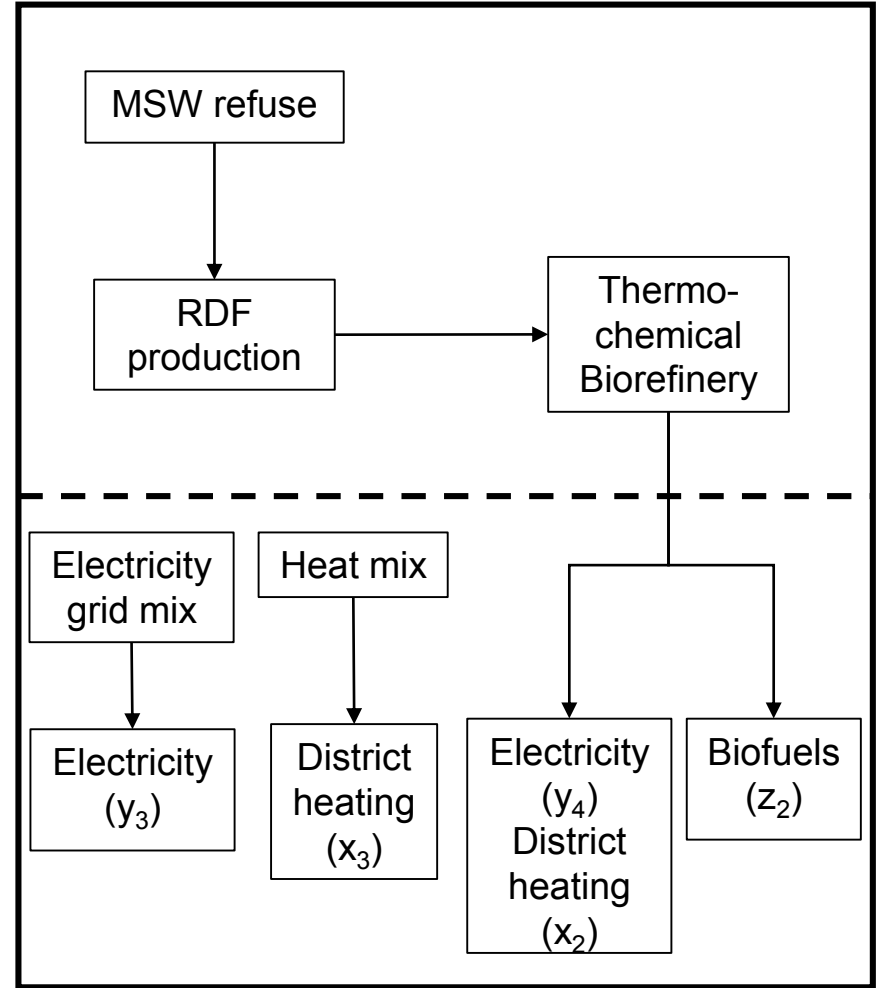 MSW refuse
RDF
production
Thermo-
chemical
Biorefinery
Electricity
grid mix
Heat mix
Electricity
(y₃)
District
heating
(x₃)
Electricity
(y₄)
District
heating
(x₂)
Biofuels
(z₂)